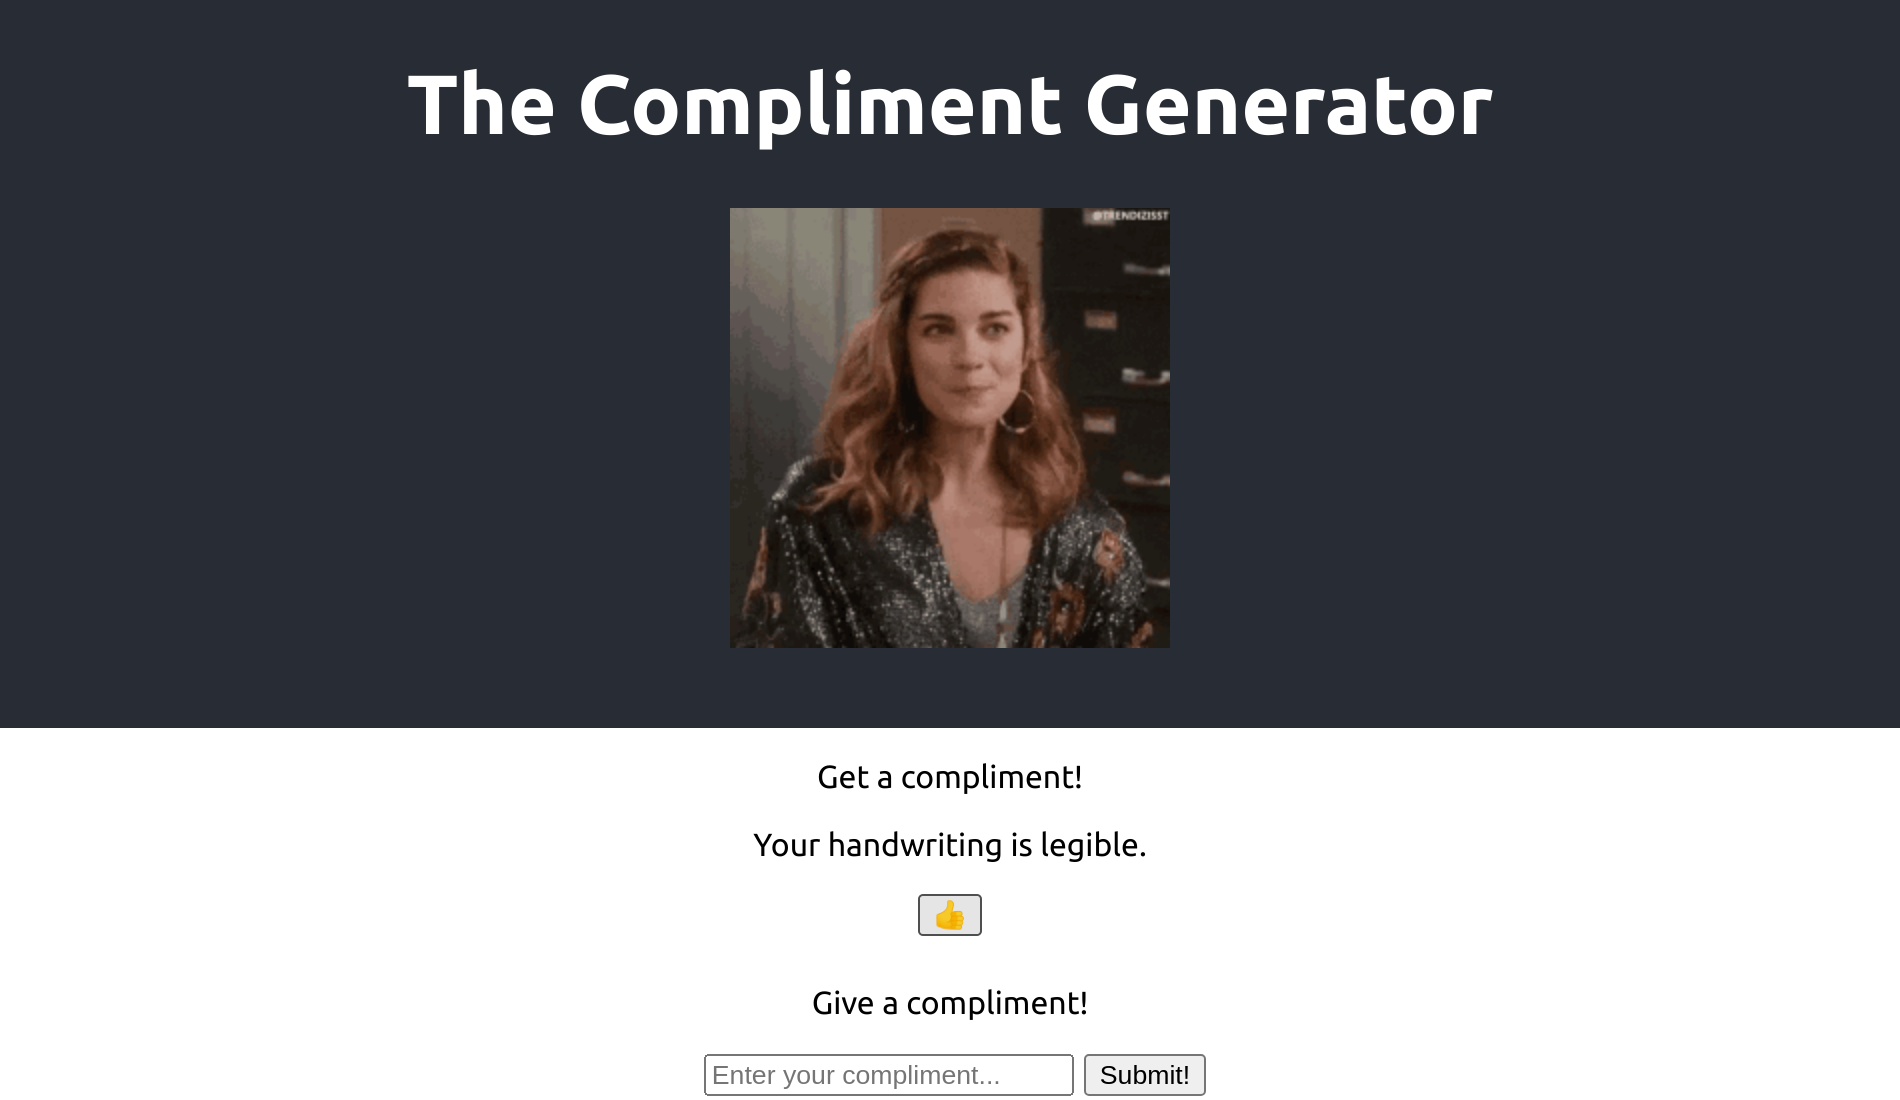 The Compliment Generator
@TRENDIZISST
Get a compliment!
Your handwriting is legible.
👍
Give a compliment!
Enter your compliment... Submit!